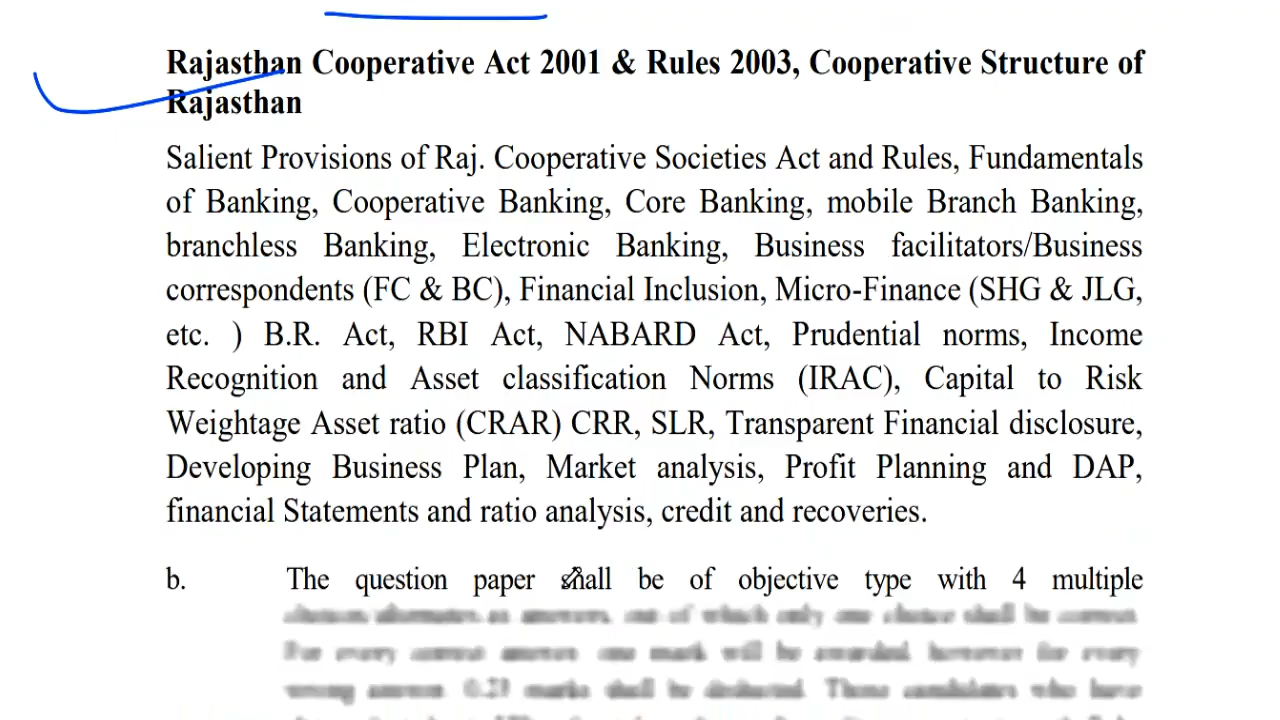 Rajasthan Cooperative Act 2001 & Rules 2003, Cooperative Structure of
Rajasthan
Salient Provisions of Raj. Cooperative Societies Act and Rules, Fundamentals
of Banking, Cooperative Banking, Core Banking, mobile Branch Banking,
branchless Banking, Electronic Banking, Business facilitators/Business
correspondents (FC & BC), Financial Inclusion, Micro-Finance (SHG & JLG,
etc. ) B.R. Act, RBI Act, NABARD Act, Prudential norms, Income
Recognition and Asset classification Norms (IRAC), Capital to Risk
Weightage Asset ratio (CRAR) CRR, SLR, Transparent Financial disclosure,
Developing Business Plan, Market analysis, Profit Planning and DAP,
financial Statements and ratio analysis, credit and recoveries.
b. The question paper shall be of objective type with 4 multiple